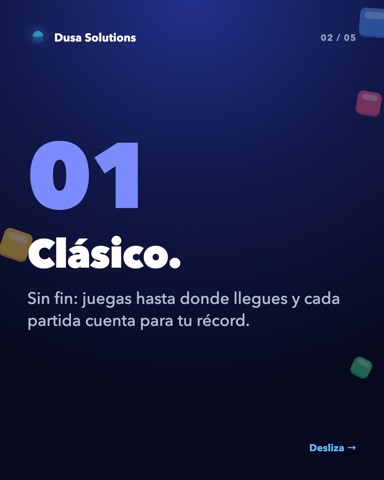 Dusa Solutions
02 / 05
01
Clásico.
Sin fin: juegas hasta donde llegues y cada
partida cuenta para tu récord.
Desliza →